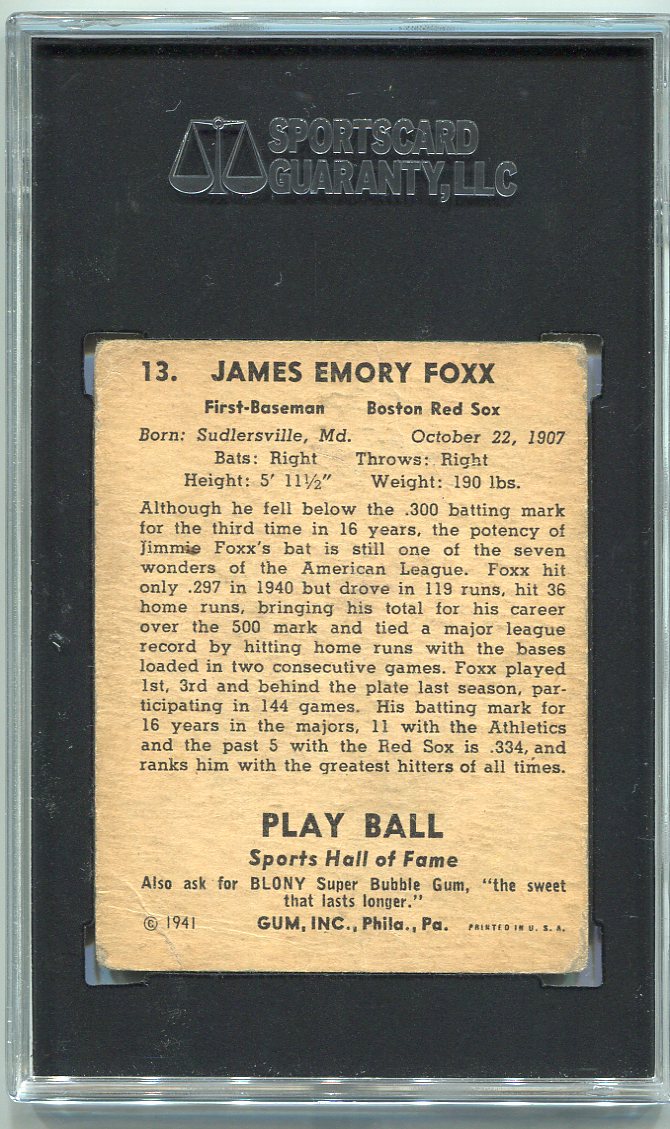 SPORTSCARD
GUARANTY, LLC
13. JAMES EMORY FOXX
First-Baseman Boston Red Sox
Born: Sudlersville, Md. October 22, 1907
Bats: Right Throws: Right
Height: 5' 11½" Weight: 190 lbs.
Although he fell below the .300 batting mark
for the third time in 16 years, the potency of
Jimmie Foxx's bat is still one of the seven
wonders of the American League. Foxx hit
only .297 in 1940 but drove in 119 runs, hit 36
home runs, bringing his total for his career
over the 500 mark and tied a major league
record by hitting home runs with the bases
loaded in two consecutive games. Foxx played
1st, 3rd and behind the plate last season, par-
ticipating in 144 games. His batting mark for
16 years in the majors, 11 with the Athletics
and the past 5 with the Red Sox is .334, and
ranks him with the greatest hitters of all times.
PLAY BALL
Sports Hall of Fame
Also ask for BLONY Super Bubble Gum, "the sweet
that lasts longer."
© 1941 GUM, INC., Phila., Pa. PRINTED IN U. S. A.